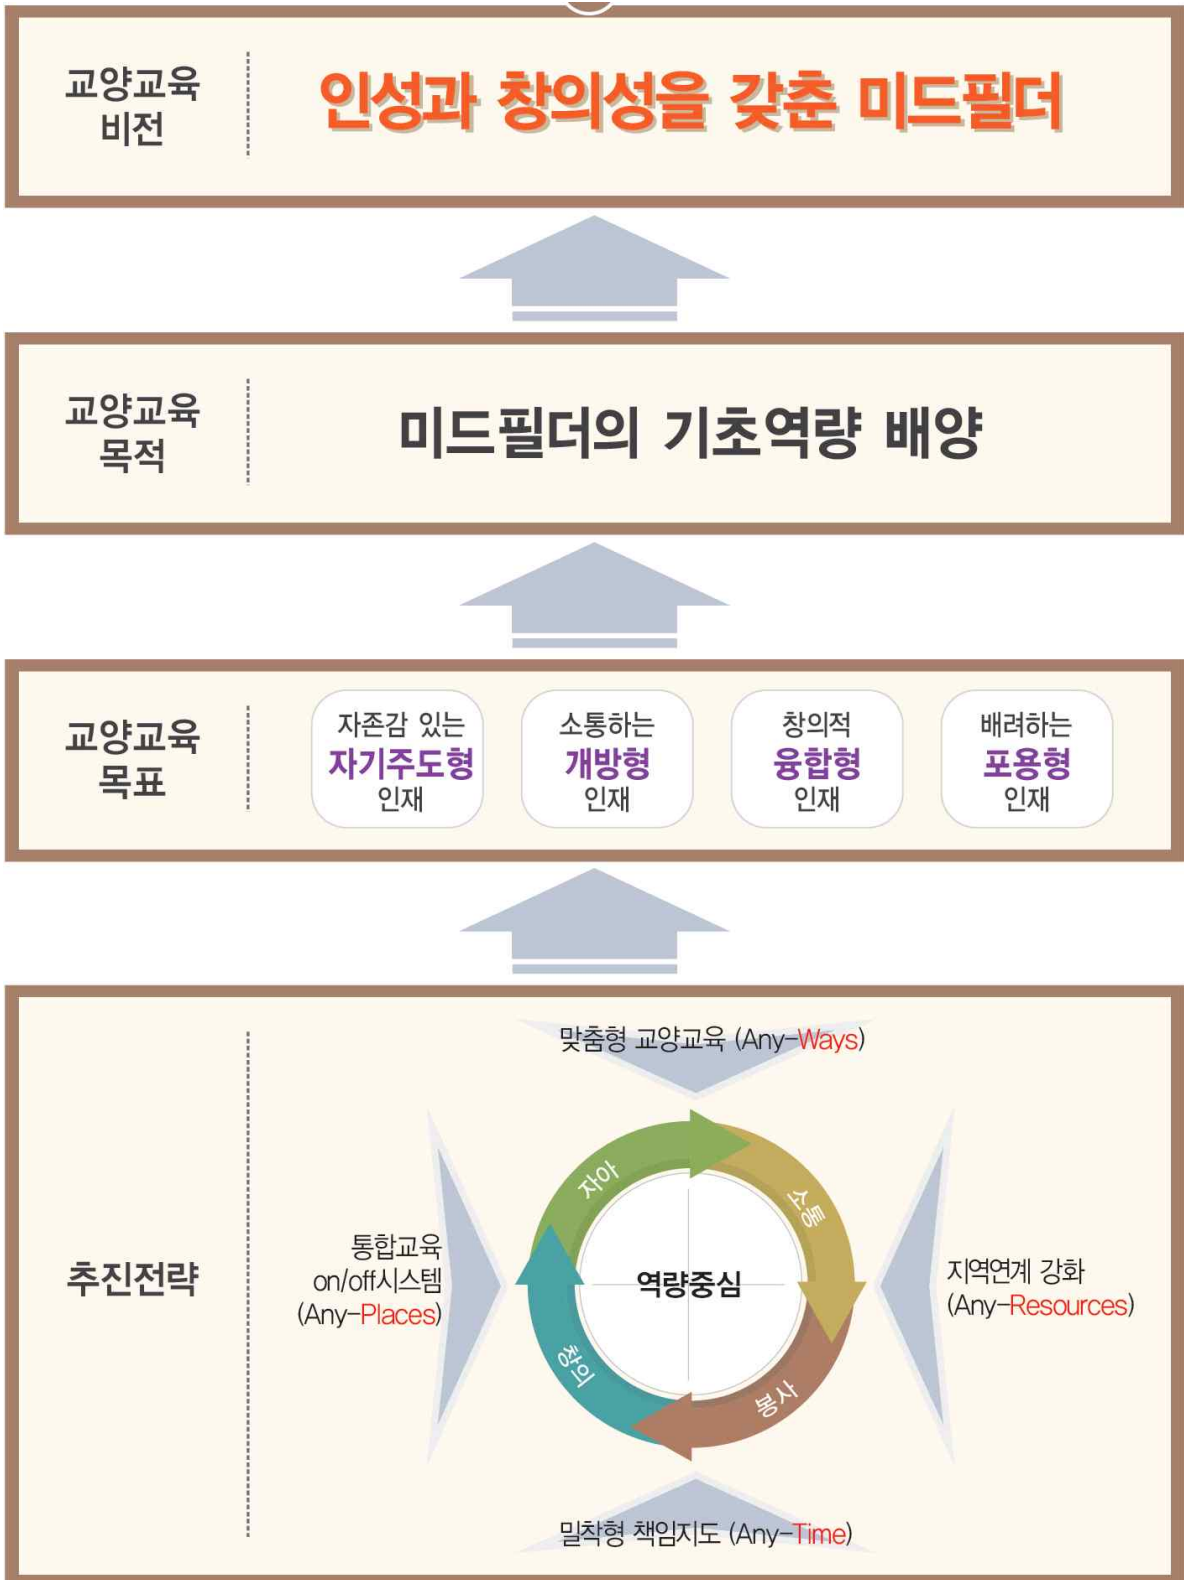 교양교육
비전
인성과 창의성을 갖춘 미드필더
교양교육
목적
미드필더의 기초역량 배양
교양교육
목표
자존감 있는
자기주도형
인재
소통하는
개방형
인재
창의적
융합형
인재
배려하는
포용형
인재
추진전략
맞춤형 교양교육 (Any-Ways)
자아
소통
통합교육
on/off시스템
(Any-Places)
역량중심
지역연계 강화
(Any-Resources)
창의
봉사
밀착형 책임지도 (Any-Time)